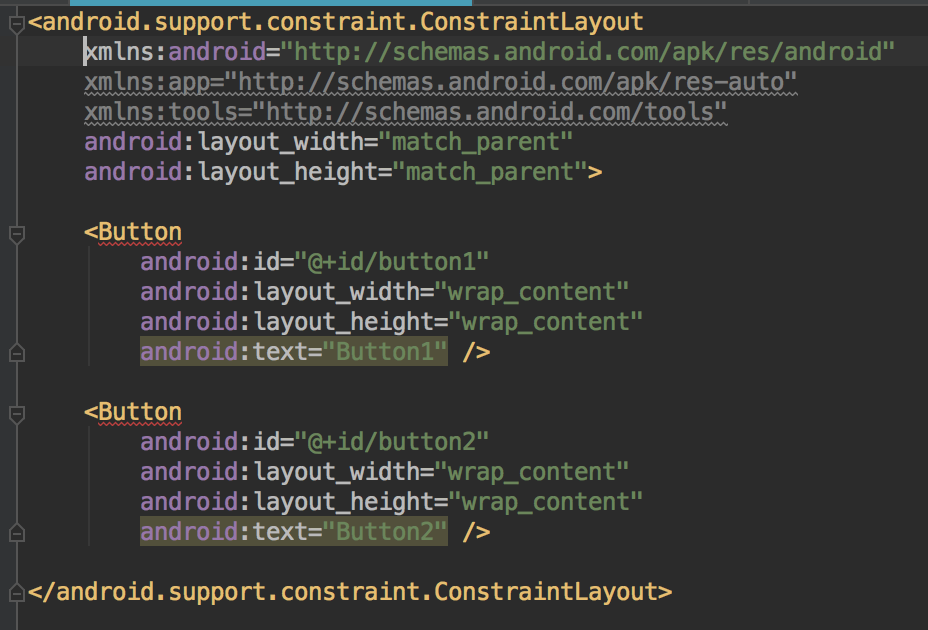 <android.support.constraint.ConstraintLayout
xmlns:android="http://schemas.android.com/apk/res/android"
xmlns:app="http://schemas.android.com/apk/res-auto"
xmlns:tools="http://schemas.android.com/tools"
android:layout_width="match_parent"
android:layout_height="match_parent">
<Button
android:id="@+id/button1"
android:layout_width="wrap_content"
android:layout_height="wrap_content"
android:text="Button1" />
<Button
android:id="@+id/button2"
android:layout_width="wrap_content"
android:layout_height="wrap_content"
android:text="Button2" />
</android.support.constraint.ConstraintLayout>